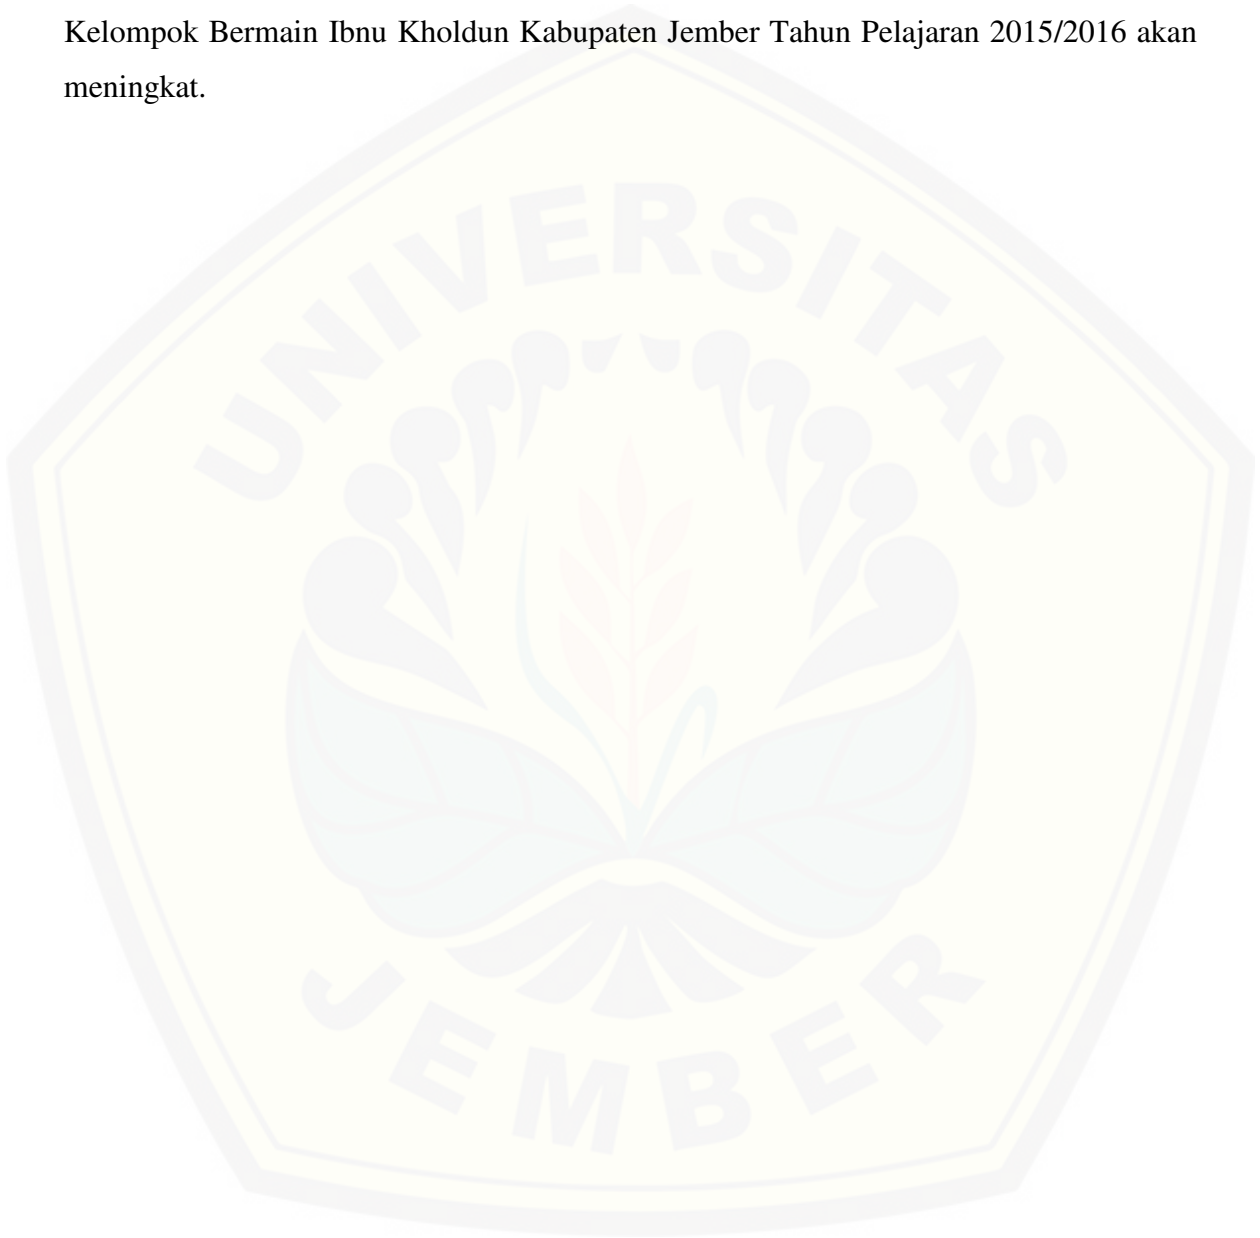 Kelompok Bermain Ibnu Kholdun Kabupaten Jember Tahun Pelajaran 2015/2016 akan
meningkat.
UNIVERSITAS
JEMBER